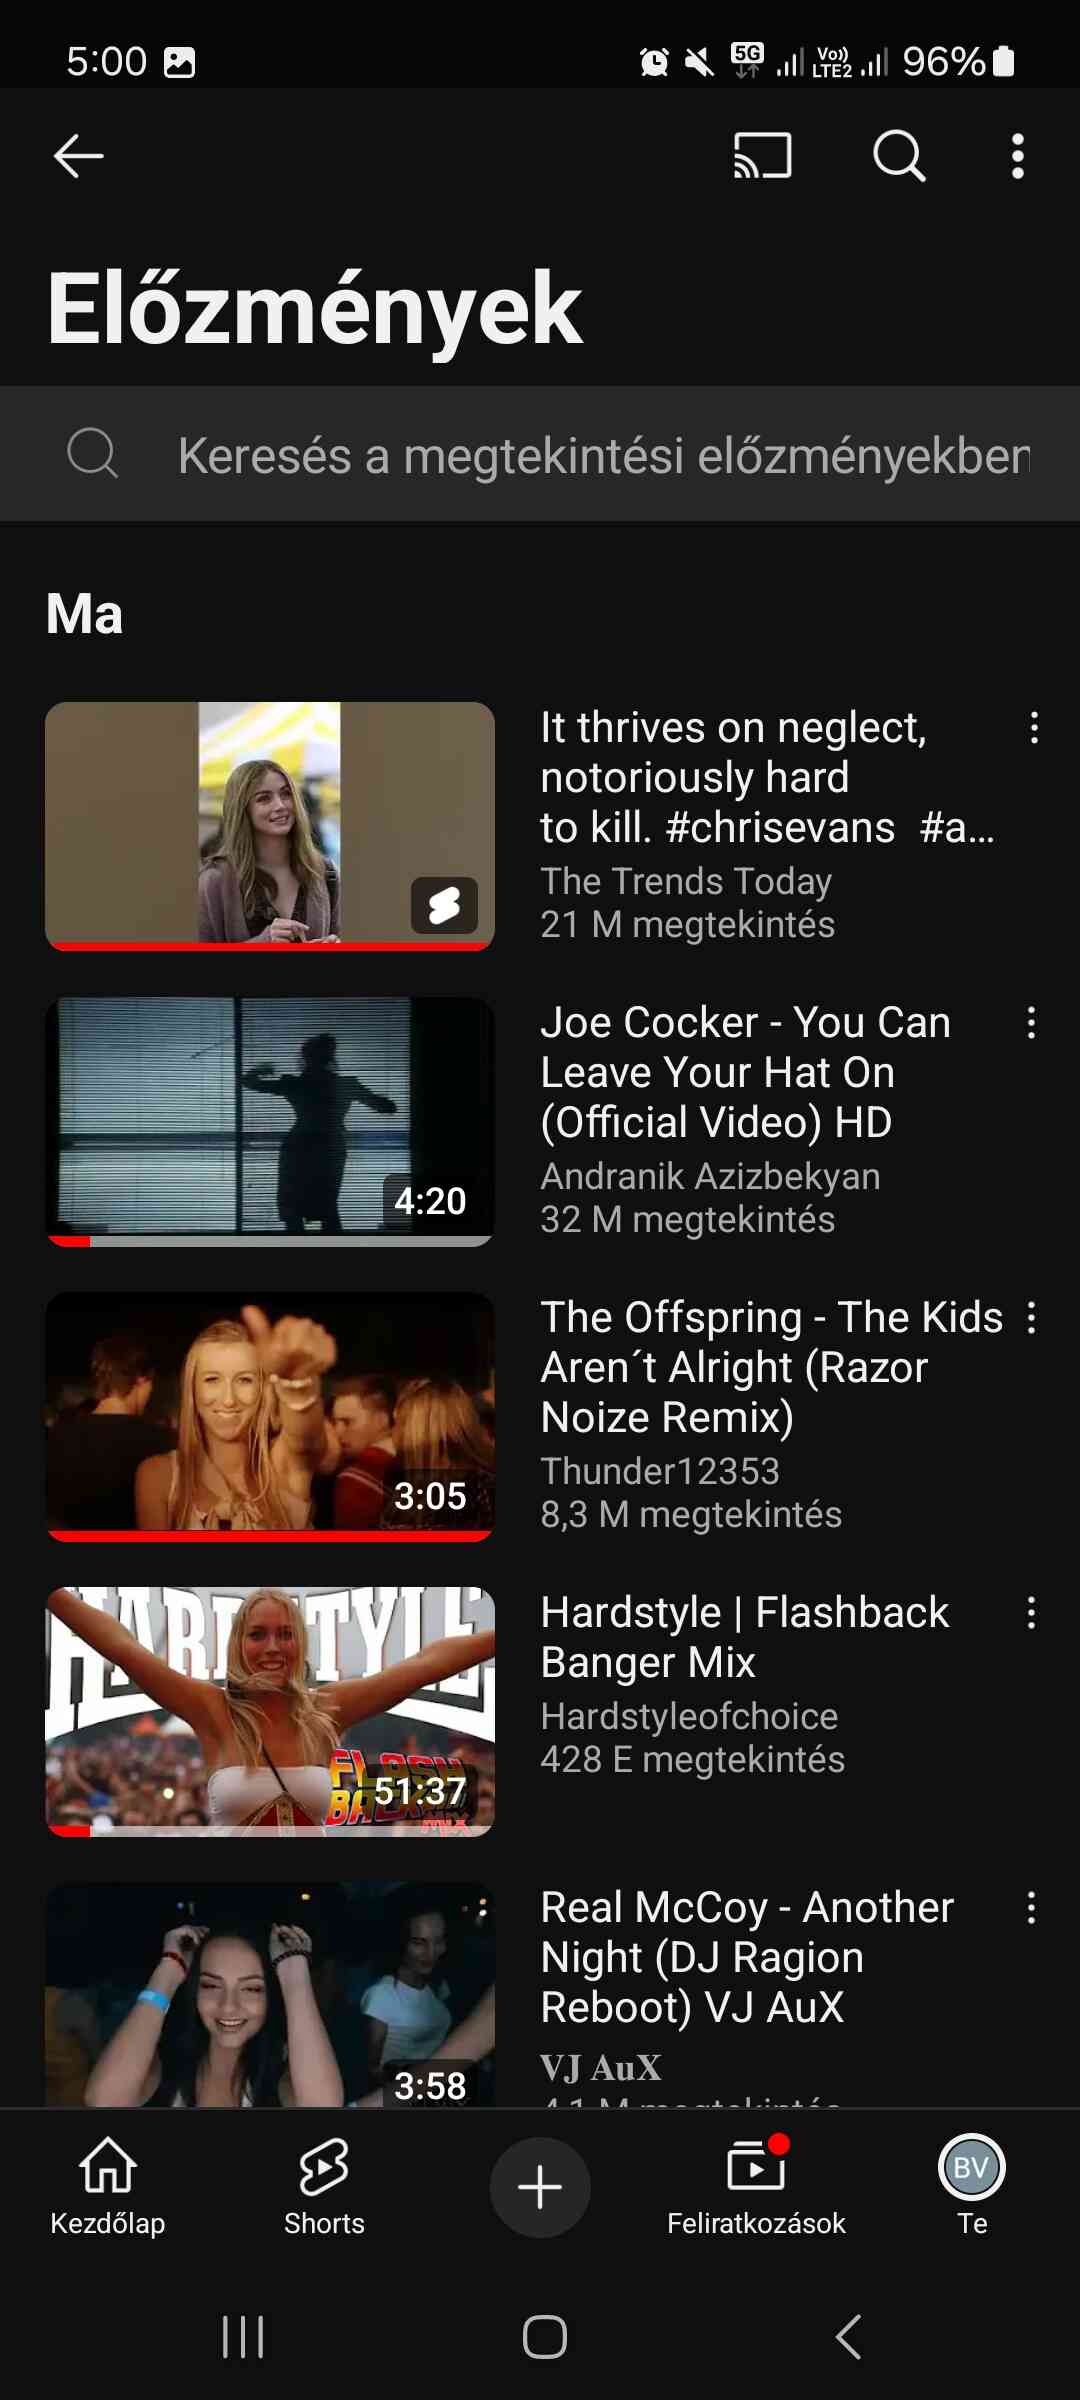 5:00
5G
Vo))
LTE2
96%
Előzmények
Keresés a megtekintési előzményekben
Ma
It thrives on neglect,
notoriously hard
to kill. #chrisevans #a…
The Trends Today
21 M megtekintés
Joe Cocker - You Can
Leave Your Hat On
(Official Video) HD
Andranik Azizbekyan
32 M megtekintés
4:20
The Offspring - The Kids
Aren´t Alright (Razor
Noize Remix)
Thunder12353
8,3 M megtekintés
3:05
HARDSTYLE
FLASH
BACK
MIX
51:37
Hardstyle | Flashback
Banger Mix
Hardstyleofchoice
428 E megtekintés
Real McCoy - Another
Night (DJ Ragion
Reboot) VJ AuX
VJ AuX
3:58
Kezdőlap
Shorts
Feliratkozások
BV
Te